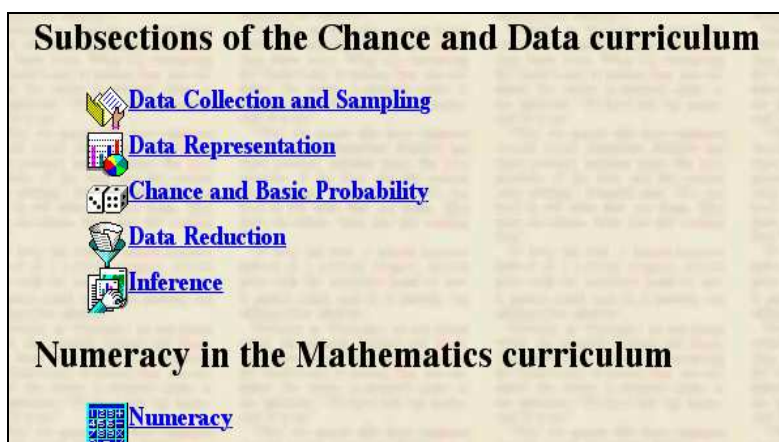 Subsections of the Chance and Data curriculum
Data Collection and Sampling
Data Representation
Chance and Basic Probability
Data Reduction
Inference
Numeracy in the Mathematics curriculum
Numeracy